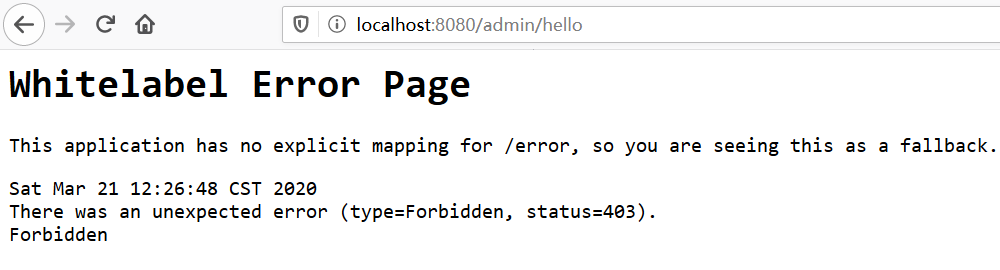 localhost:8080/admin/hello
Whitelabel Error Page
This application has no explicit mapping for /error, so you are seeing this as a fallback.
Sat Mar 21 12:26:48 CST 2020
There was an unexpected error (type=Forbidden, status=403).
Forbidden